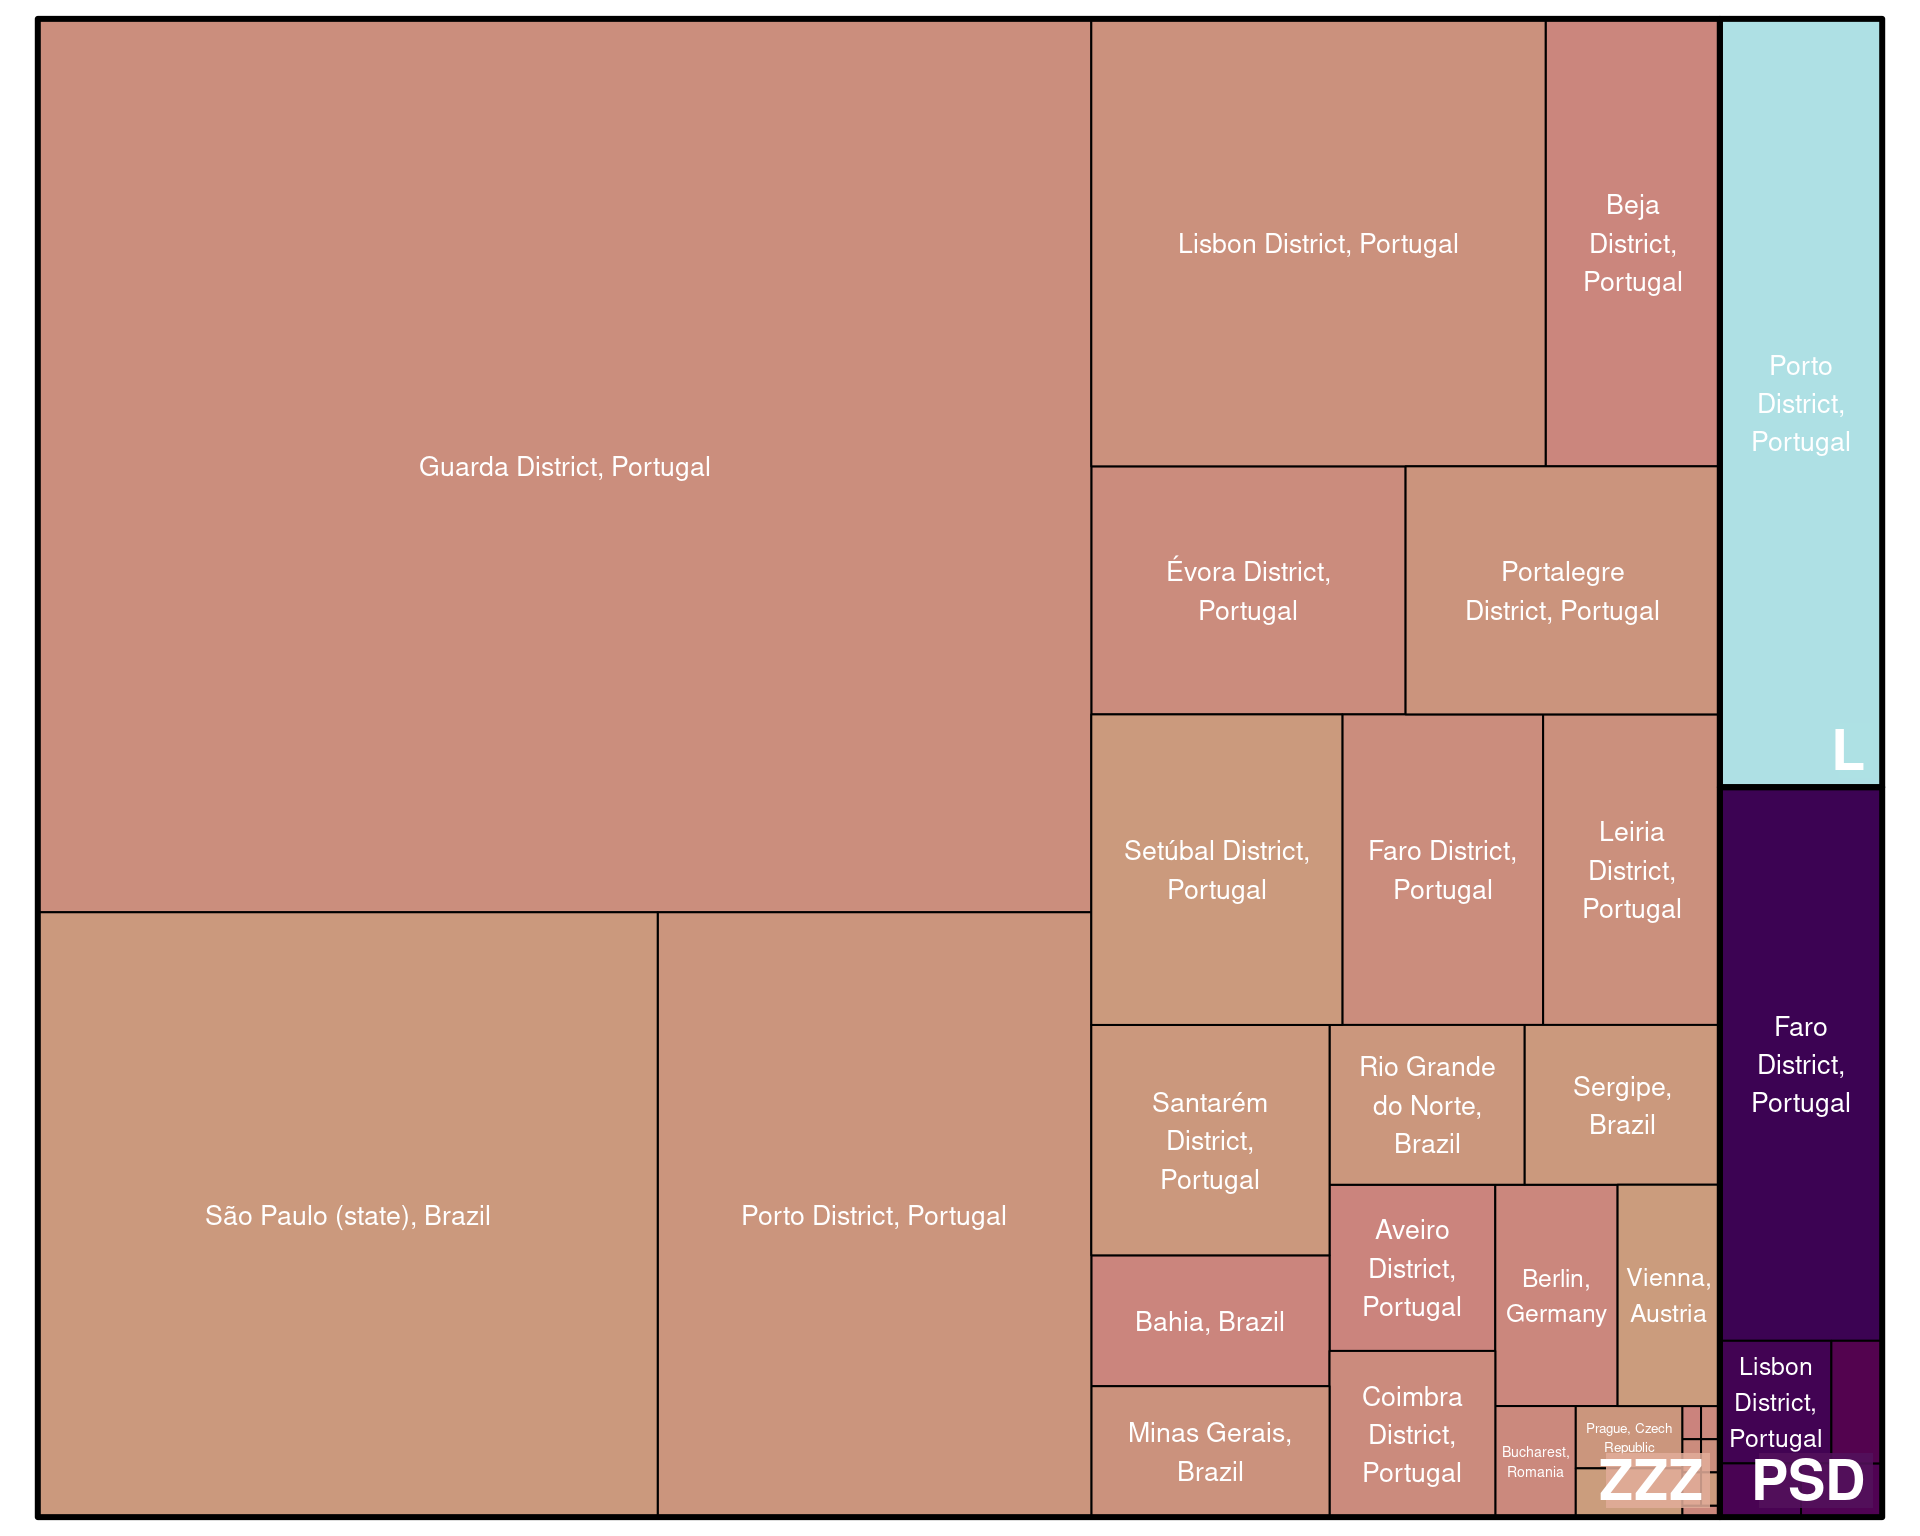 Guarda District, Portugal
São Paulo (state), Brazil
Porto District, Portugal
Lisbon District, Portugal
Beja
District,
Portugal
Évora District,
Portugal
Portalegre
District, Portugal
Setúbal District,
Portugal
Faro District,
Portugal
Leiria
District,
Portugal
Santarém
District,
Portugal
Rio Grande
do Norte,
Brazil
Sergipe,
Brazil
Bahia, Brazil
Minas Gerais,
Brazil
Aveiro
District,
Portugal
Coimbra
District,
Portugal
Berlin,
Germany
Vienna,
Austria
Bucharest,
Romania
Prague, Czech
Republic
ZZZ
Porto
District,
Portugal
L
Faro
District,
Portugal
Lisbon
District,
Portugal
PSD